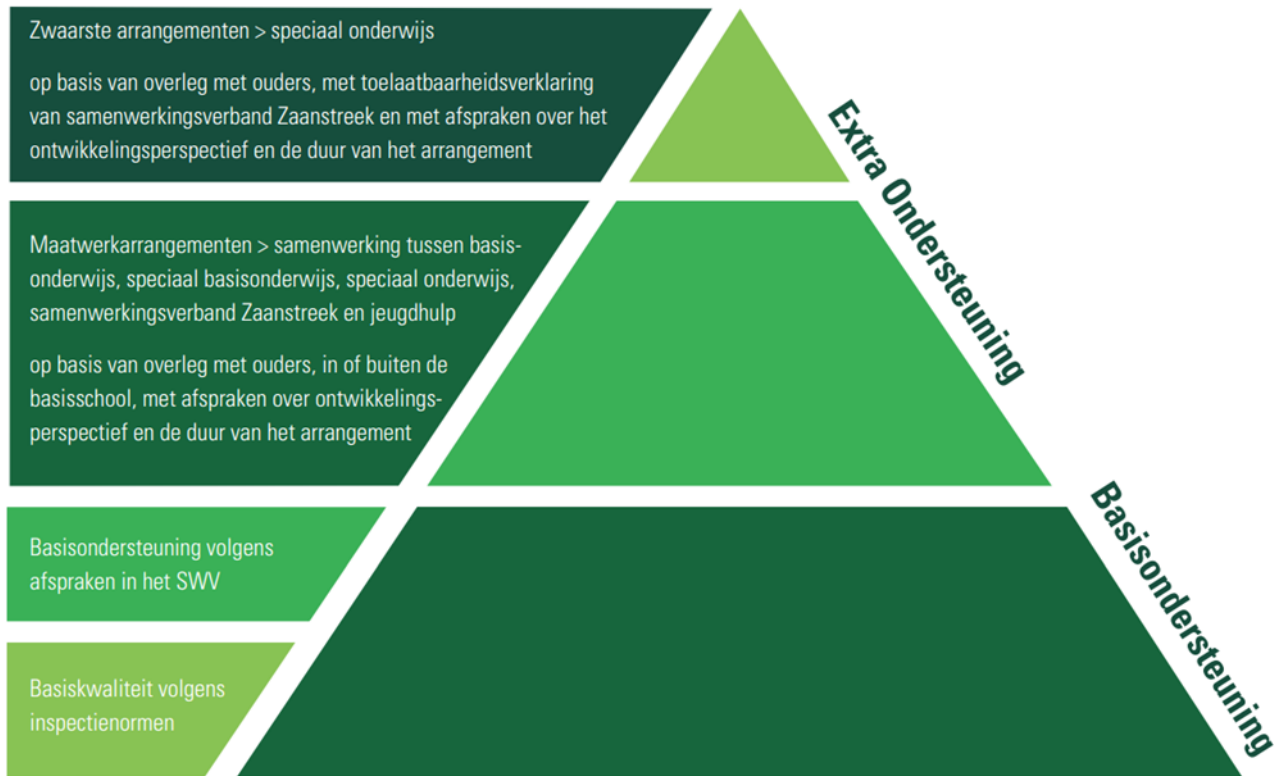 Zwaarste arrangementen > speciaal onderwijs
op basis van overleg met ouders, met toelaatbaarheidsverklaring
van samenwerkingsverband Zaanstreek en met afspraken over het
ontwikkelingsperspectief en de duur van het arrangement
Extra Ondersteuning
Maatwerkarrangementen > samenwerking tussen basis-
onderwijs, speciaal basisonderwijs, speciaal onderwijs,
samenwerkingsverband Zaanstreek en jeugdhulp
op basis van overleg met ouders, in of buiten de
basisschool, met afspraken over ontwikkelings-
perspectief en de duur van het arrangement
Basisondersteuning volgens
afspraken in het SWV
Basisondersteuning
Basiskwaliteit volgens
inspectienormen